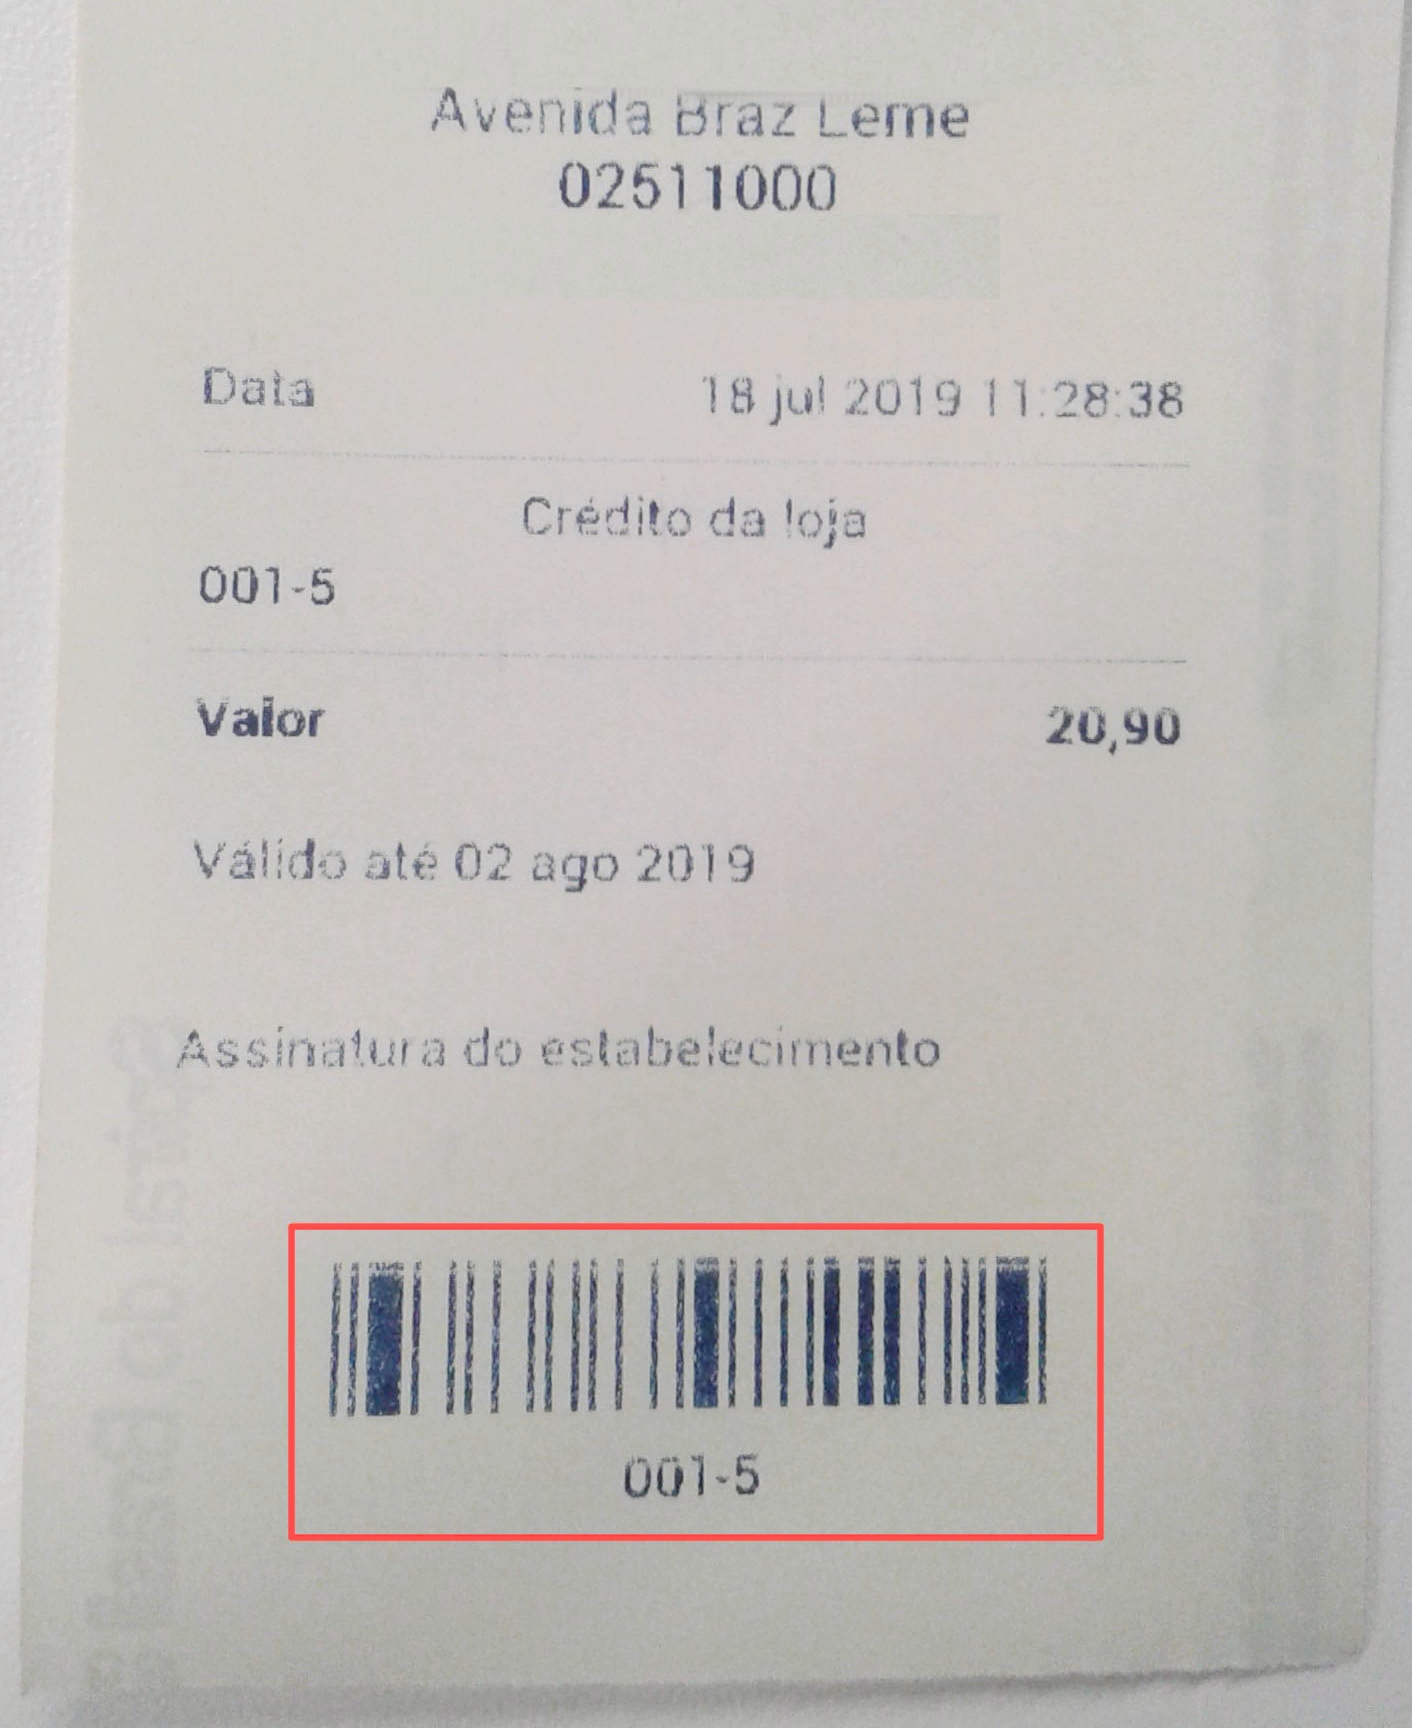 Avenida Braz Leme
02511000
Data 18 jul 2019 11:28:38
Crédito da loja
001-5
Valor 20,90
Válido até 02 ago 2019
Assinatura do estabelecimento
001-5